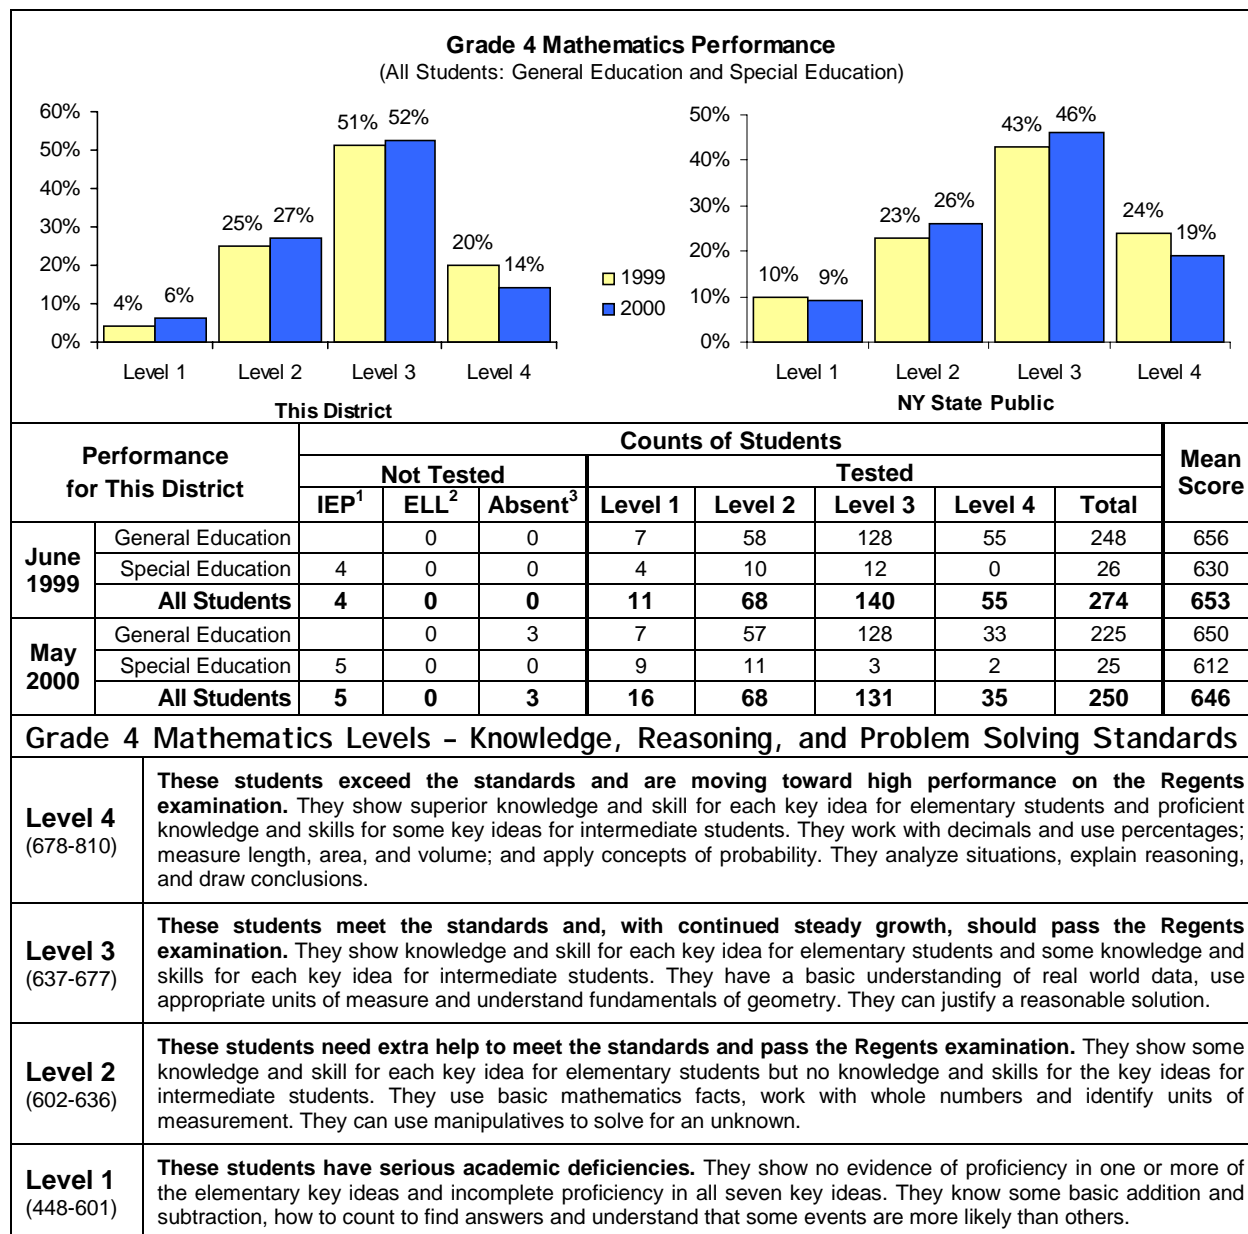 Grade 4 Mathematics Performance
(All Students: General Education and Special Education)
60%
50%
40%
30%
20%
10%
0%
4% 6%
25% 27%
51% 52%
20%
14%
Level 1 Level 2 Level 3 Level 4
This District
1999
2000
50%
40%
30%
20%
10%
0%
10% 9%
23% 26%
43% 46%
24%
19%
Level 1 Level 2 Level 3 Level 4
NY State Public
Performance
for This District
Counts of Students
Mean
Score
Not Tested Tested
IEP1 ELL2 Absent3 Level 1 Level 2 Level 3 Level 4 Total
June
1999
General Education 0 0 7 58 128 55 248 656
Special Education 4 0 0 4 10 12 0 26 630
All Students 4 0 0 11 68 140 55 274 653
May
2000
General Education 0 3 7 57 128 33 225 650
Special Education 5 0 0 9 11 3 2 25 612
All Students 5 0 3 16 68 131 35 250 646
Grade 4 Mathematics Levels – Knowledge, Reasoning, and Problem Solving Standards
Level 4
(678-810)
These students exceed the standards and are moving toward high performance on the Regents
examination. They show superior knowledge and skill for each key idea for elementary students and proficient
knowledge and skills for some key ideas for intermediate students. They work with decimals and use percentages;
measure length, area, and volume; and apply concepts of probability. They analyze situations, explain reasoning,
and draw conclusions.
Level 3
(637-677)
These students meet the standards and, with continued steady growth, should pass the Regents
examination. They show knowledge and skill for each key idea for elementary students and some knowledge and
skills for each key idea for intermediate students. They have a basic understanding of real world data, use
appropriate units of measure and understand fundamentals of geometry. They can justify a reasonable solution.
Level 2
(602-636)
These students need extra help to meet the standards and pass the Regents examination. They show some
knowledge and skill for each key idea for elementary students but no knowledge and skills for the key ideas for
intermediate students. They use basic mathematics facts, work with whole numbers and identify units of
measurement. They can use manipulatives to solve for an unknown.
Level 1
(448-601)
These students have serious academic deficiencies. They show no evidence of proficiency in one or more of
the elementary key ideas and incomplete proficiency in all seven key ideas. They know some basic addition and
subtraction, how to count to find answers and understand that some events are more likely than others.